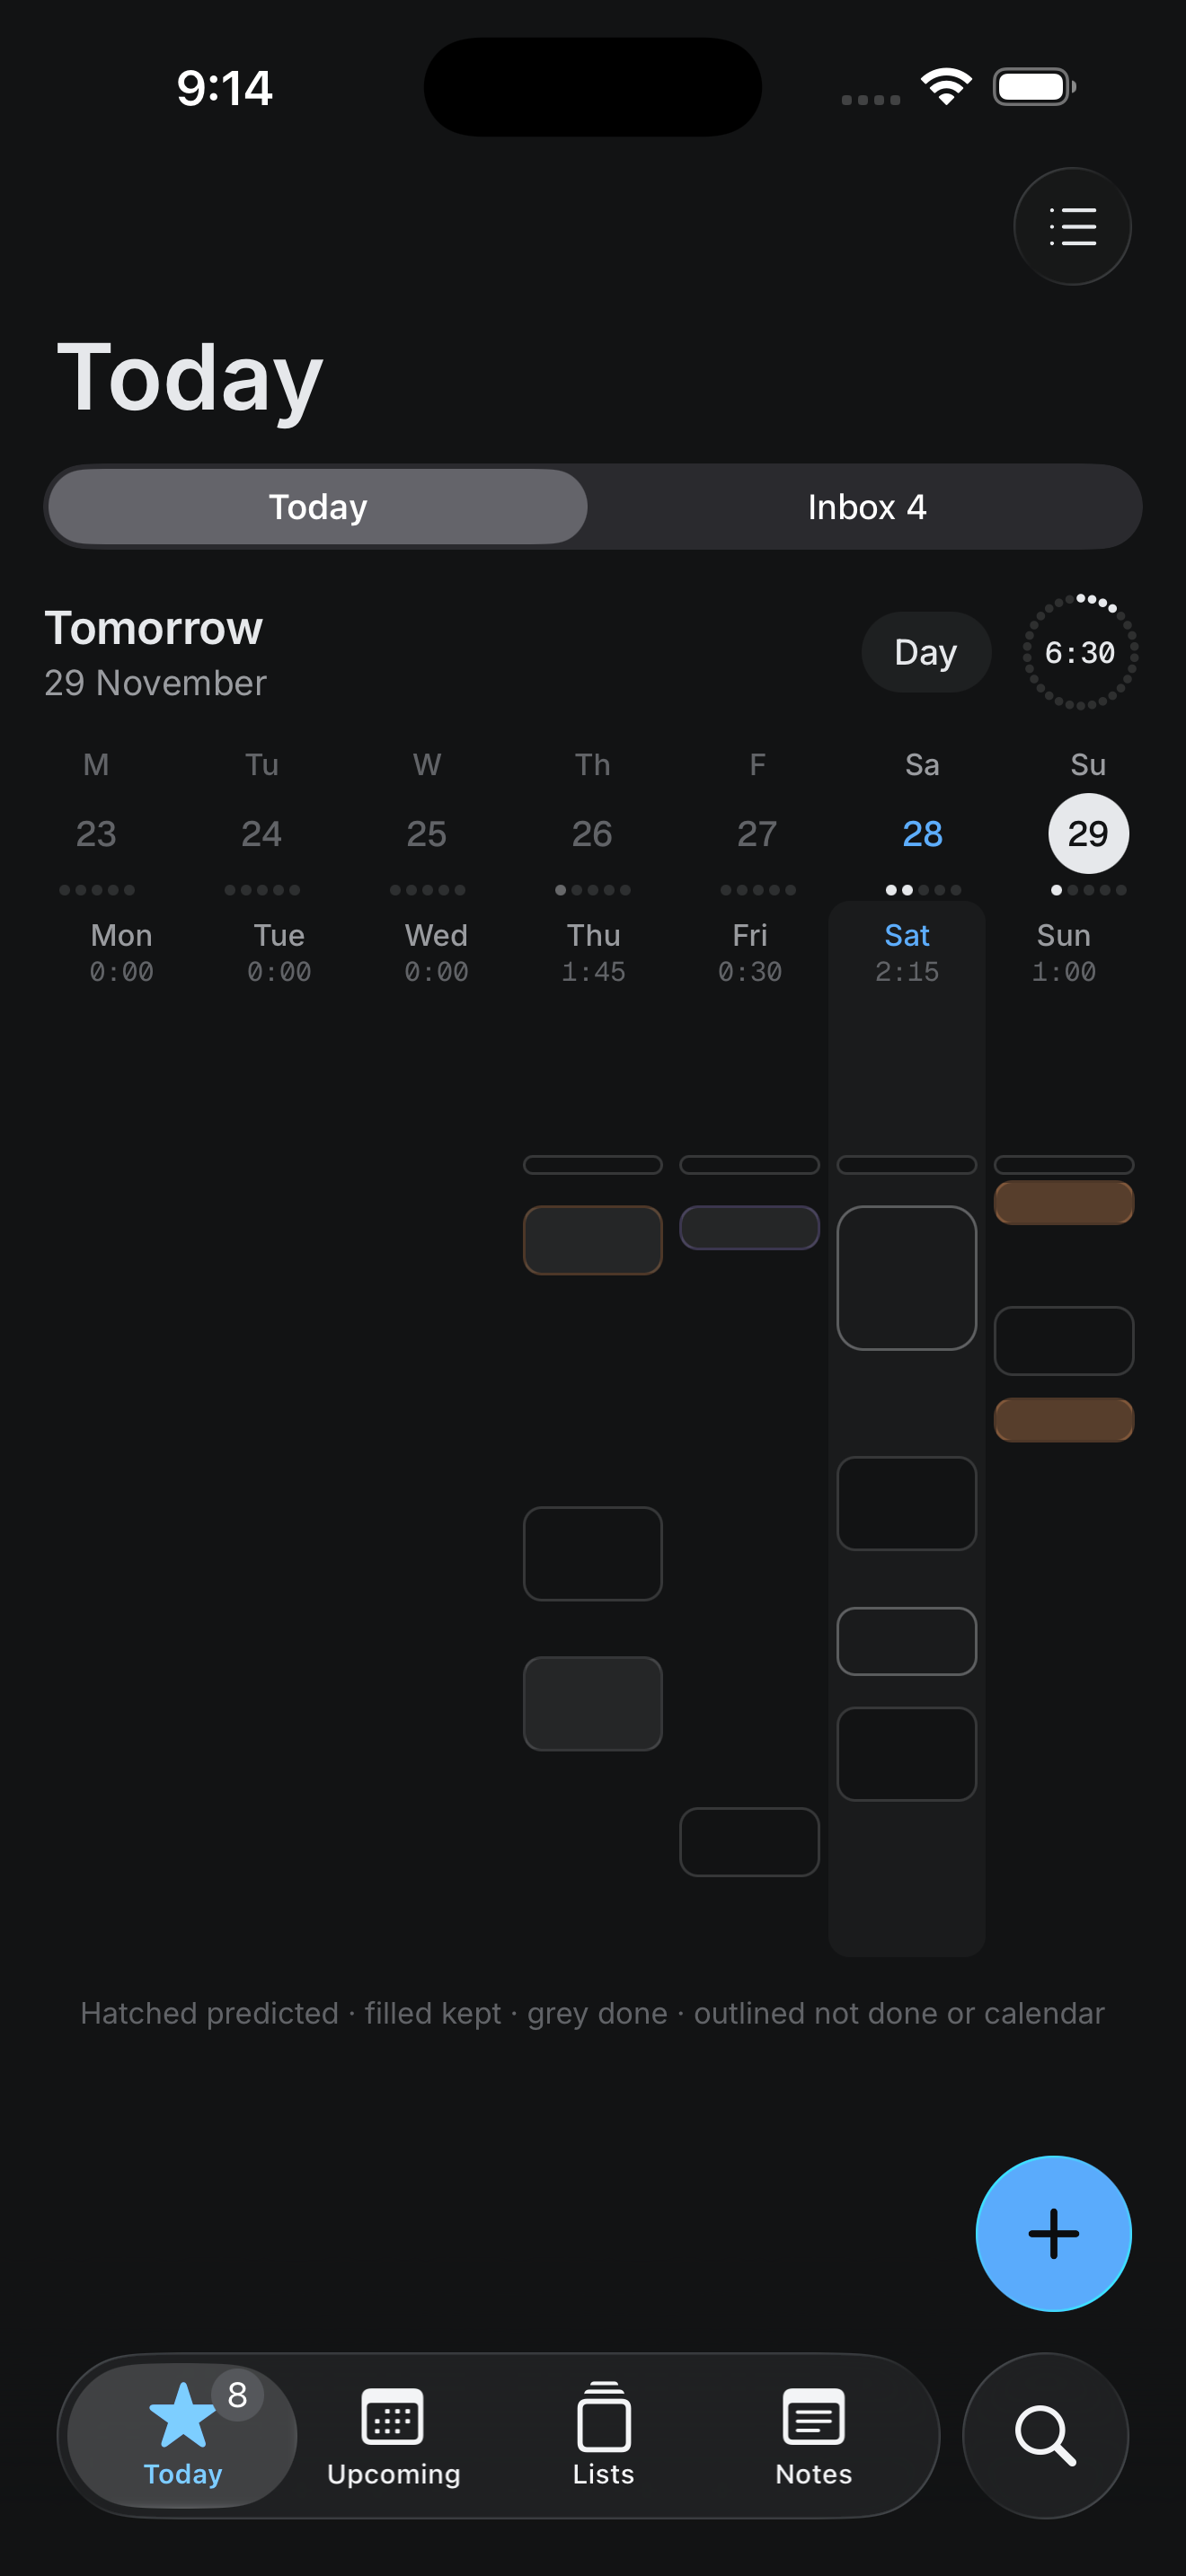 9:14
Today
Today Inbox 4
Tomorrow
29 November
Day 6:30
M Tu W Th F Sa Su
23 24 25 26 27 28 29
Mon Tue Wed Thu Fri Sat Sun
0:00 0:00 0:00 1:45 0:30 2:15 1:00
Hatched predicted · filled kept · grey done · outlined not done or calendar
8
Today Upcoming Lists Notes